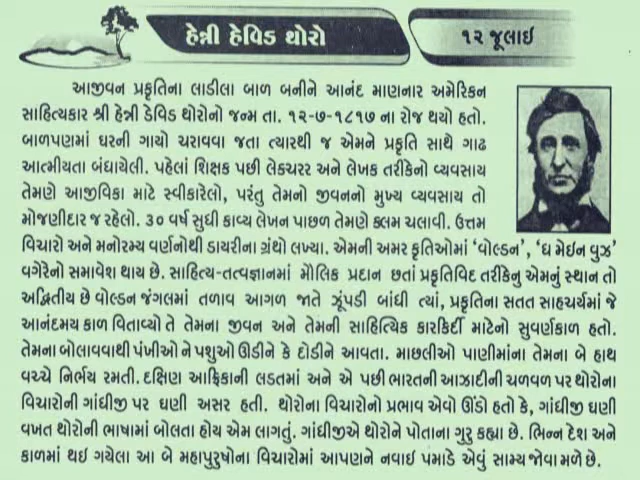 હેન્રી હેવિડ થોરો
૧૨ જૂલાઇ
આજીવન પ્રકૃતિના લાડીલા બાળ બનીને આનંદ માણનાર અમેરિકન
સાહિત્યકાર શ્રી હેન્રી ડેવિડ થોરોનો જન્મ તા. ૧૨-૭-૧૮૧૭ ના રોજ થયો હતો.
બાળપણમાં ઘરની ગાયો ચરાવવા જતા ત્યારથી જ એમને પ્રકૃતિ સાથે ગાઢ
આત્મીયતા બંધાયેલી. પહેલાં શિક્ષક પછી લેક્ચરર અને લેખક તરીકેનો વ્યવસાય
તેમણે આજીવિકા માટે સ્વીકારેલો, પરંતુ તેમનો જીવનનો મુખ્ય વ્યવસાય તો
મોજણીદાર જ રહેલો. ૩૦ વર્ષ સુધી કાવ્ય લેખન પાછળ તેમણે કલમ ચલાવી. ઉત્તમ
વિચારો અને મનોરમ્ય વર્ણનોથી ડાયરીના ગ્રંથો લખ્યા. એમની અમર કૃતિઓમાં ‘વોલ્ડન’, ‘ધ મેઇન વુઝ’
વગેરેનો સમાવેશ થાય છે. સાહિત્ય-તત્વજ્ઞાનમાં મૌલિક પ્રદાન છતાં પ્રકૃતિવિદ તરીકેનુ એમનું સ્થાન તો
અદ્વિતીય છે વોલ્ડન જંગલમાં તળાવ આગળ જાતે ઝૂંપડી બાંધી ત્યાં, પ્રકૃતિના સતત સાહચર્યમાં જે
આનંદમય કાળ વિતાવ્યો તે તેમના જીવન અને તેમની સાહિત્યિક કારકિર્દી માટેનો સુવર્ણકાળ હતો.
તેમના બોલાવવાથી પંખીઓ ને પશુઓ ઊડીને કે દોડીને આવતા. માછલીઓ પાણીમાંના તેમના બે હાથ
વચ્ચે નિર્ભય રમતી. દક્ષિણ આફ્રિકાની લડતમાં અને એ પછી ભારતની આઝાદીની ચળવળ પર થોરોના
વિચારોની ગાંધીજી પર ઘણી અસર હતી. થોરોના વિચારોનો પ્રભાવ એવો ઊંડો હતો કે, ગાંધીજી ઘણી
વખત થોરોની ભાષામાં બોલતા હોય એમ લાગતું. ગાંધીજીએ થોરોને પોતાના ગુરુ કહ્યા છે. ભિન્ન દેશ અને
કાળમાં થઇ ગયેલા આ બે મહાપુરુષોના વિચારોમાં આપણને નવાઈ પમાડે એવું સામ્ય જોવા મળે છે.